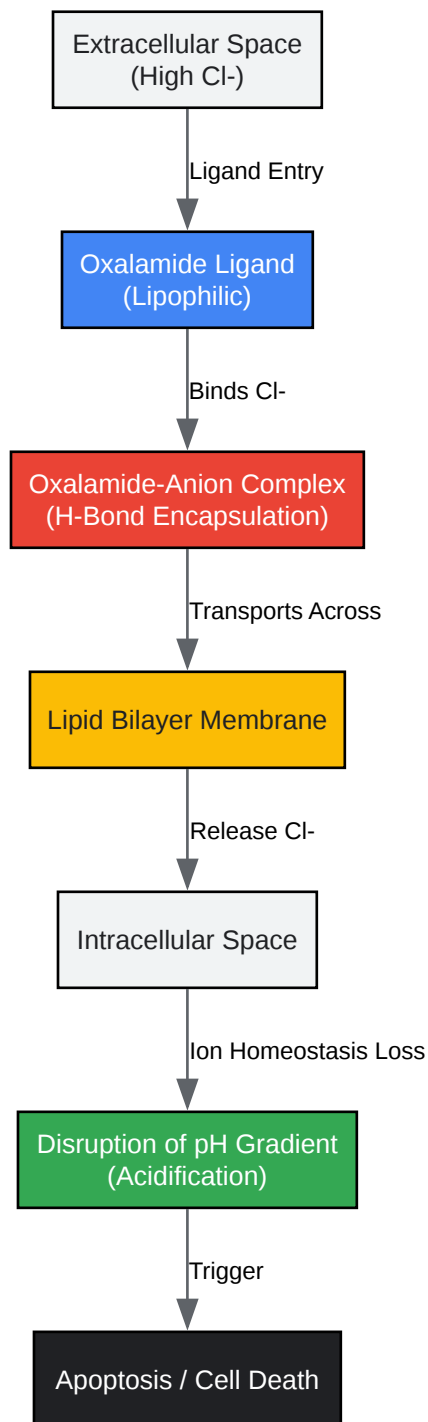 Extracellular Space
(High Cl-)
Ligand Entry
Oxalamide Ligand
(Lipophilic)
Binds Cl-
Oxalamide-Anion Complex
(H-Bond Encapsulation)
Transports Across
Lipid Bilayer Membrane
Release Cl-
Intracellular Space
Ion Homeostasis Loss
Disruption of pH Gradient
(Acidification)
Trigger
Apoptosis / Cell Death